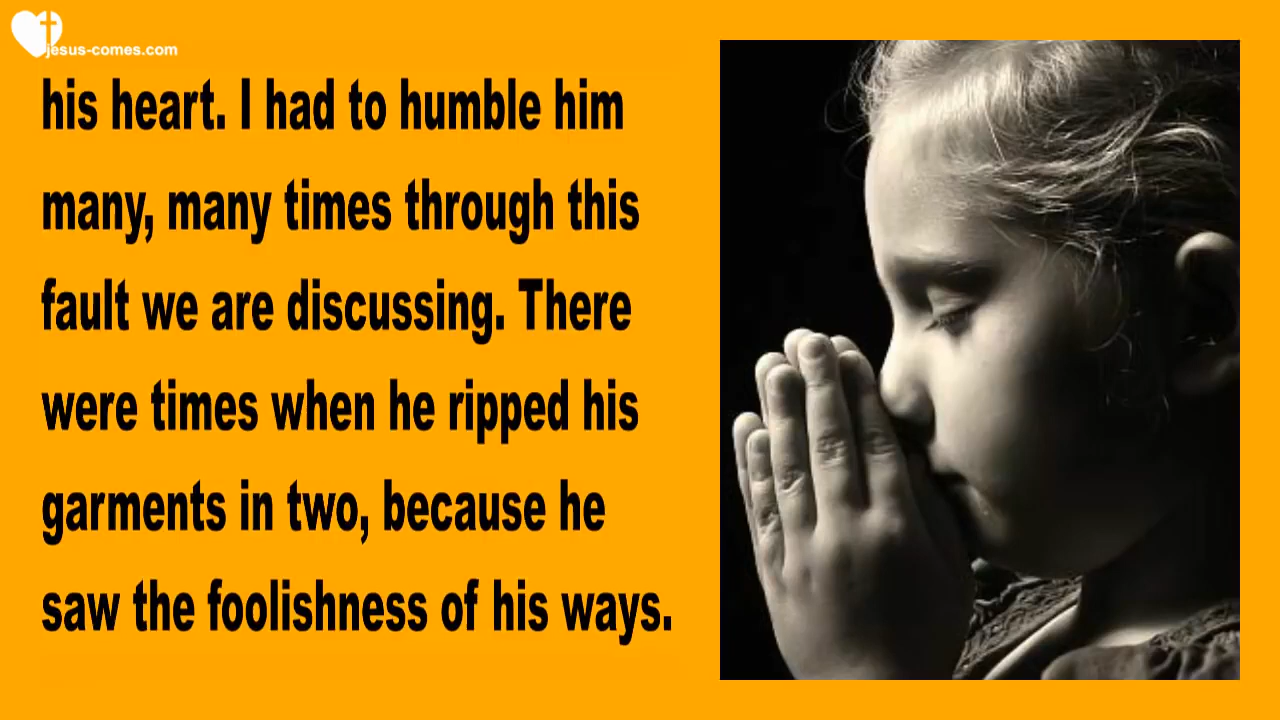 jesus-comes.com
his heart. I had to humble him
many, many times through this
fault we are discussing. There
were times when he ripped his
garments in two, because he
saw the foolishness of his ways.